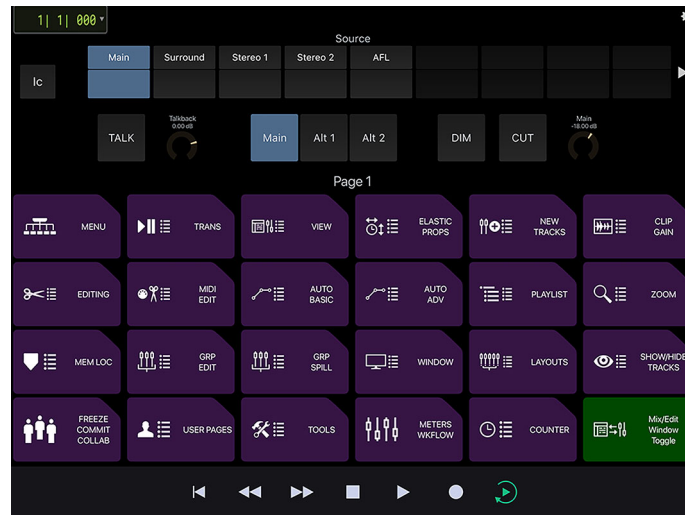 1| 1| 000
Source
Main Surround Stereo 1 Stereo 2 AFL
Ic
Talkback
0.00 dB
Main
-18.00 dB
TALK Main Alt 1 Alt 2 DIM CUT
Page 1
MENU
TRANS
VIEW
ELASTIC
PROPS
NEW
TRACKS
CLIP
GAIN
EDITING
MIDI
EDIT
AUTO
BASIC
AUTO
ADV
PLAYLIST
ZOOM
MEM LOC
GRP
EDIT
GRP
SPILL
WINDOW
LAYOUTS
SHOW/HIDE
TRACKS
FREEZE
COMMIT
COLLAB
USER PAGES
TOOLS
METERS
WKFLOW
COUNTER
Mix/Edit
Window
Toggle